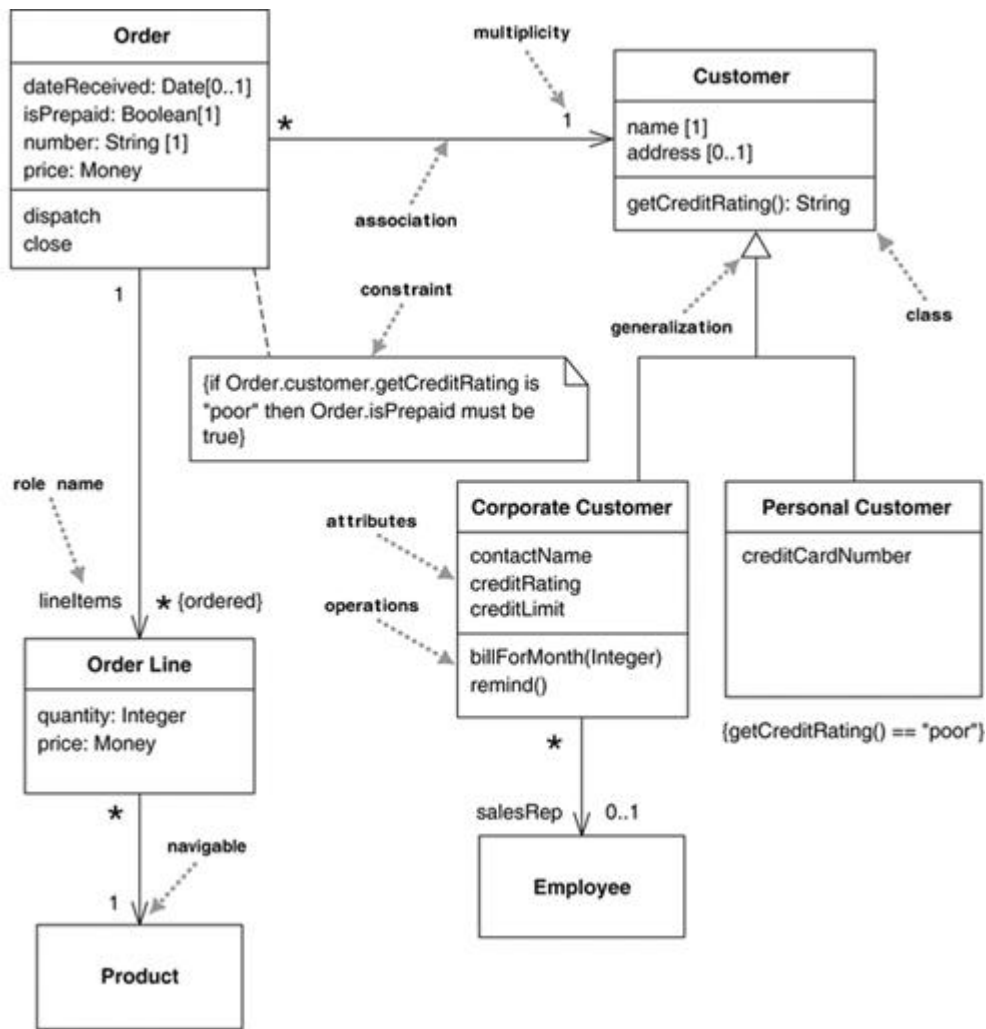 Order
dateReceived: Date[0..1]
isPrepaid: Boolean[1]
number: String [1]
price: Money
dispatch
close
*
multiplicity
1
association
Customer
name [1]
address [0..1]
getCreditRating(): String
class
generalization
1
constraint
{if Order.customer.getCreditRating is
"poor" then Order.isPrepaid must be
true}
role name
lineItems
* {ordered}
Order Line
quantity: Integer
price: Money
*
navigable
1
Product
attributes
operations
Corporate Customer
contactName
creditRating
creditLimit
billForMonth(Integer)
remind()
*
salesRep
0..1
Employee
Personal Customer
creditCardNumber
{getCreditRating() == "poor"}